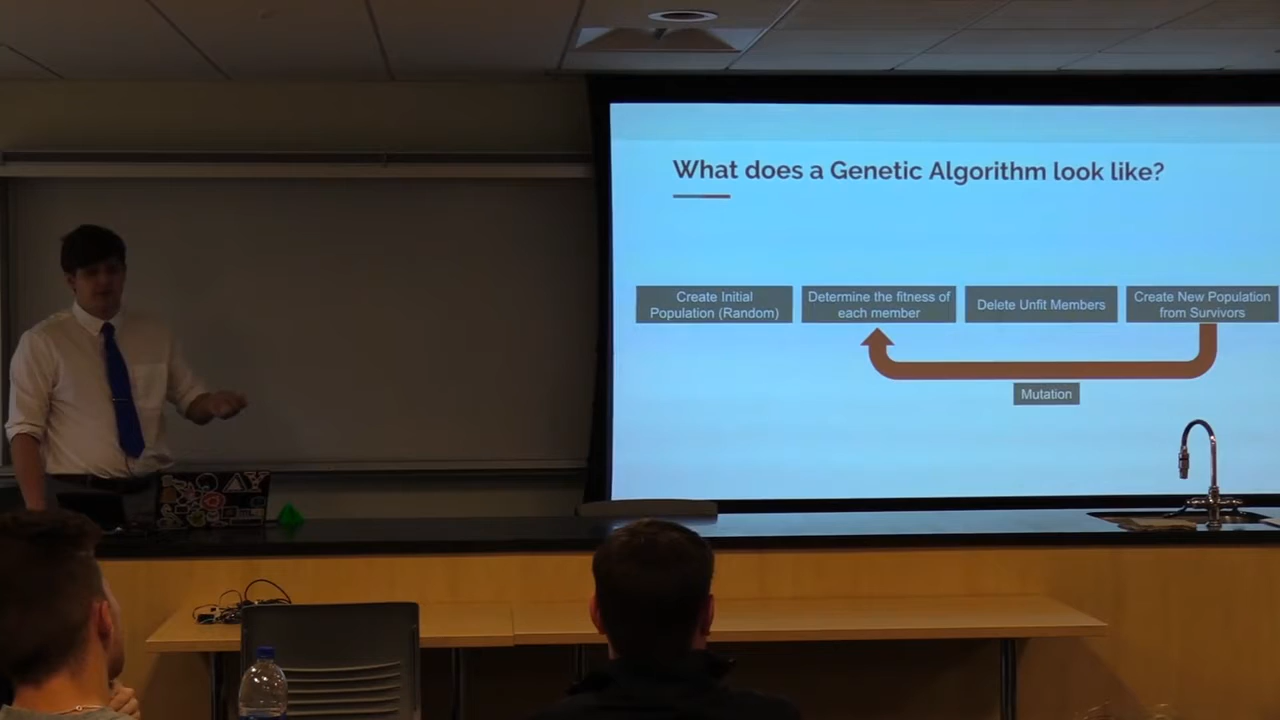 What does a Genetic Algorithm look like?
Create Initial
Population (Random)
Determine the fitness of
each member
Delete Unfit Members
Create New Population
from Survivors
Mutation